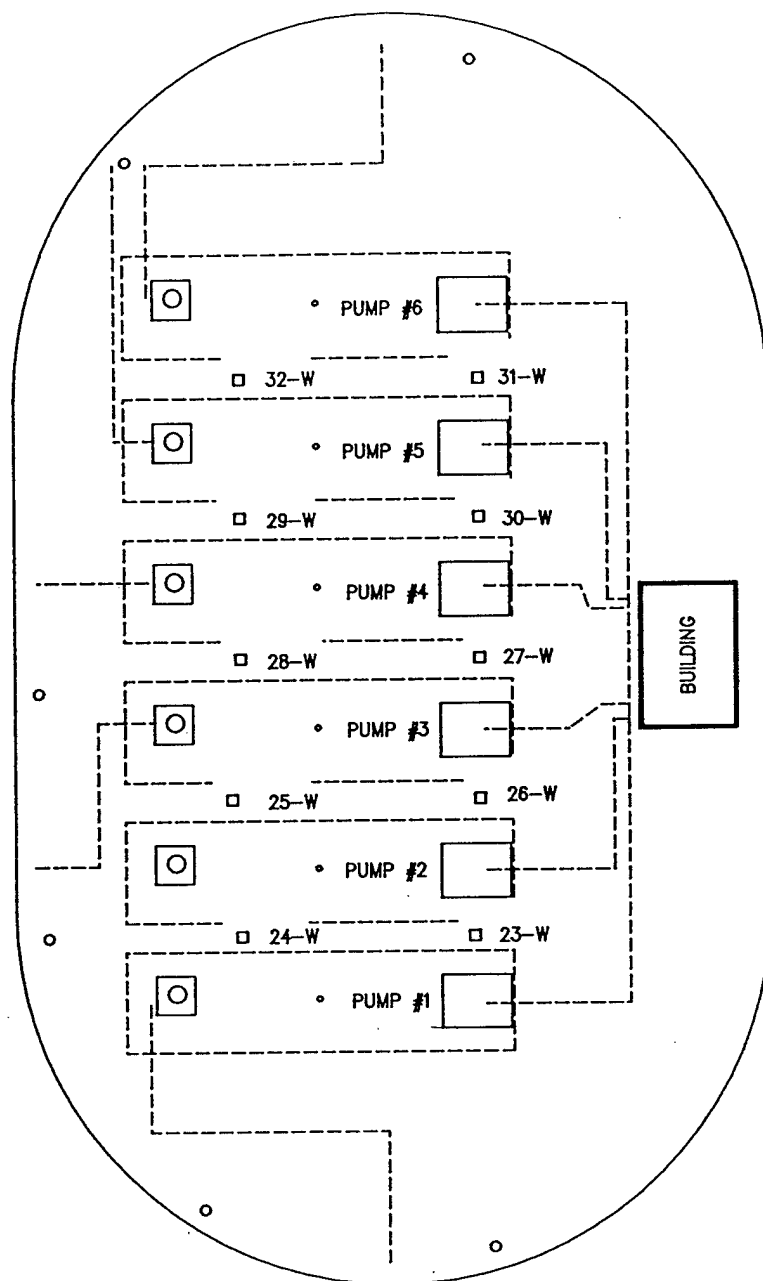 PUMP #6
32-W 31-W
PUMP #5
29-W 30-W
PUMP #4
28-W 27-W
BUILDING
PUMP #3
25-W 26-W
PUMP #2
24-W 23-W
PUMP #1